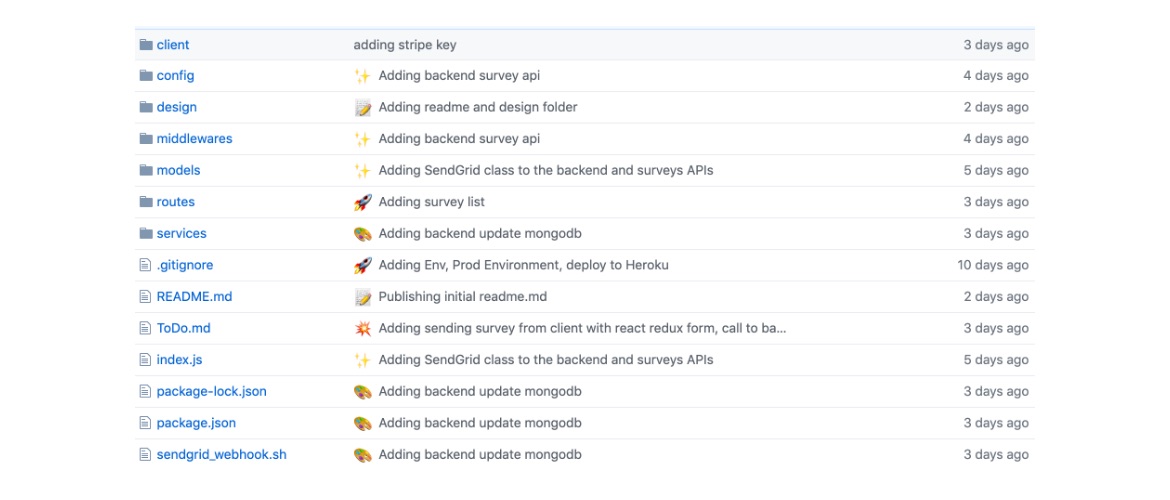 client adding stripe key 3 days ago
config ✨ Adding backend survey api 4 days ago
design 📝 Adding readme and design folder 2 days ago
middlewares ✨ Adding backend survey api 4 days ago
models ✨ Adding SendGrid class to the backend and surveys APIs 5 days ago
routes 🚀 Adding survey list 3 days ago
services 🎨 Adding backend update mongodb 3 days ago
.gitignore 🚀 Adding Env, Prod Environment, deploy to Heroku 10 days ago
README.md 📝 Publishing initial readme.md 2 days ago
ToDo.md 💥 Adding sending survey from client with react redux form, call to ba... 3 days ago
index.js ✨ Adding SendGrid class to the backend and surveys APIs 5 days ago
package-lock.json 🎨 Adding backend update mongodb 3 days ago
package.json 🎨 Adding backend update mongodb 3 days ago
sendgrid_webhook.sh 🎨 Adding backend update mongodb 3 days ago